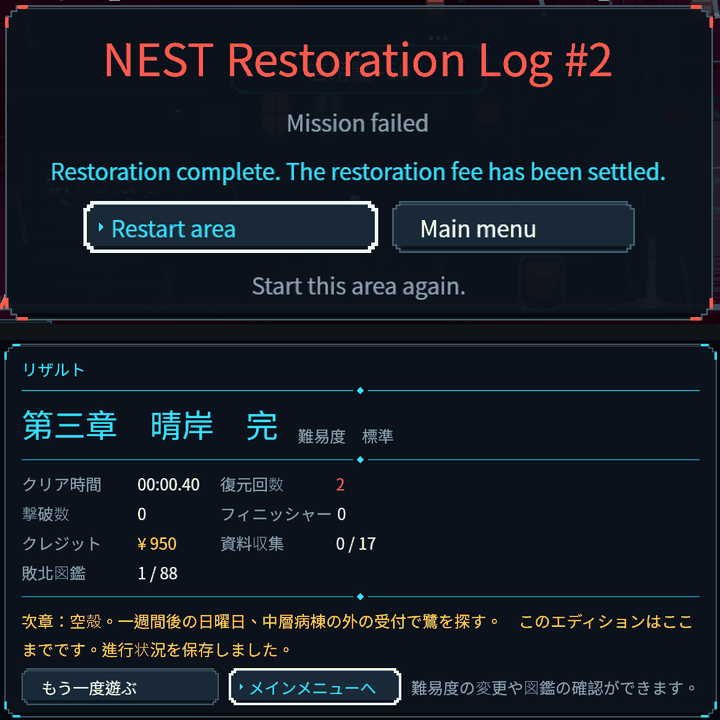 NEST Restoration Log #2
Mission failed
Restoration complete. The restoration fee has been settled.
Restart area
Main menu
Start this area again.
リザルト
第三章 晴岸 完 難易度 標準
クリア時間 00:00.40 復元回数 2
撃破数 0 フィニッシャー 0
クレジット ¥950 資料収集 0 / 17
敗北図鑑 1 / 88
次章：空殻。一週間後の日曜日、中層病棟の外の受付で鷺を探す。 このエディションはここ
までです。進行状況を保存しました。
もう一度遊ぶ メインメニューへ 難易度の変更や図鑑の確認ができます。